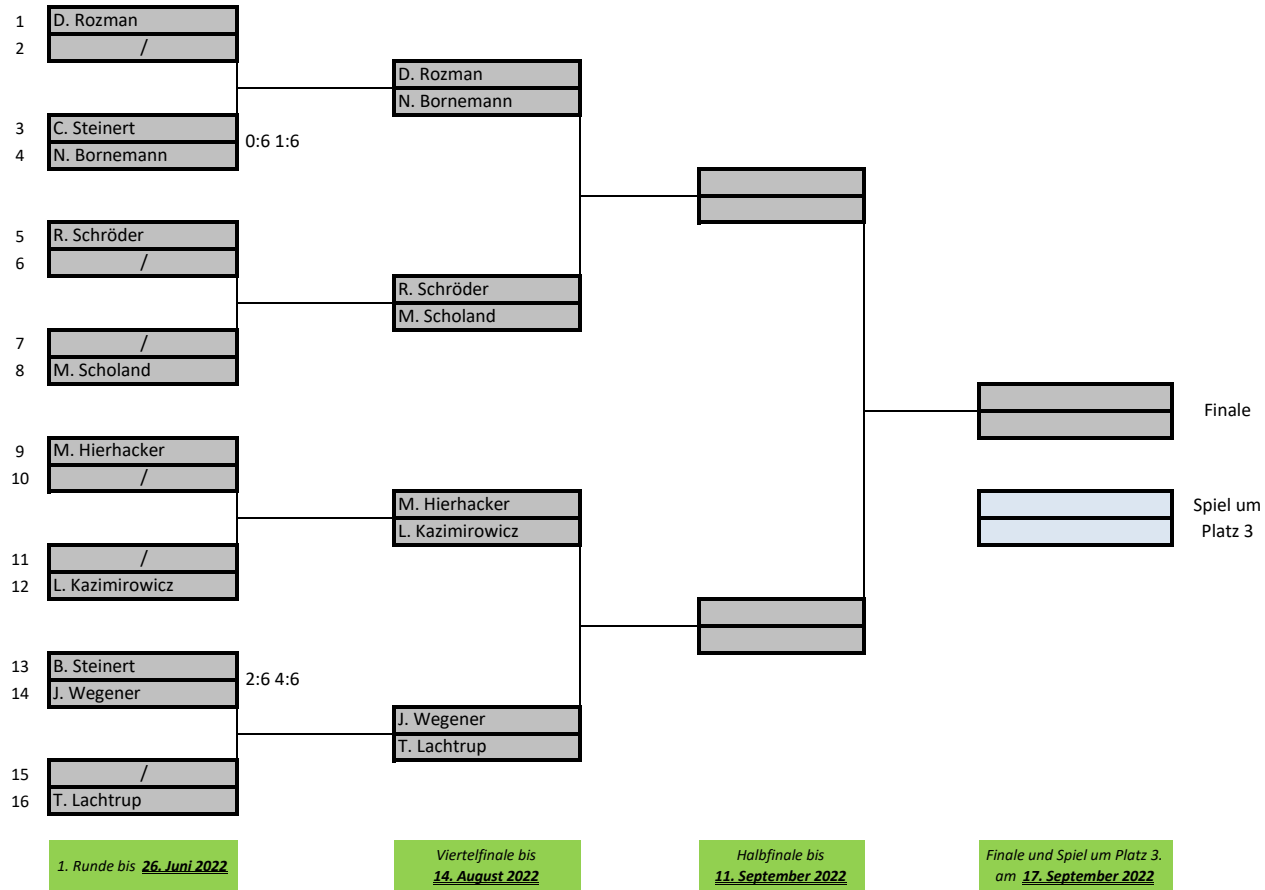 1 D. Rozman
2 /
D. Rozman
N. Bornemann
3 C. Steinert
0:6 1:6
4 N. Bornemann
5 R. Schröder
6 /
R. Schröder
M. Scholand
7 /
8 M. Scholand
Finale
9 M. Hierhacker
10 /
M. Hierhacker
L. Kazimirowicz
Spiel um
Platz 3
11 /
12 L. Kazimirowicz
13 B. Steinert
2:6 4:6
14 J. Wegener
J. Wegener
T. Lachtrup
15 /
16 T. Lachtrup
1. Runde bis 26. Juni 2022
Viertelfinale bis
14. August 2022
Halbfinale bis
11. September 2022
Finale und Spiel um Platz 3.
am 17. September 2022